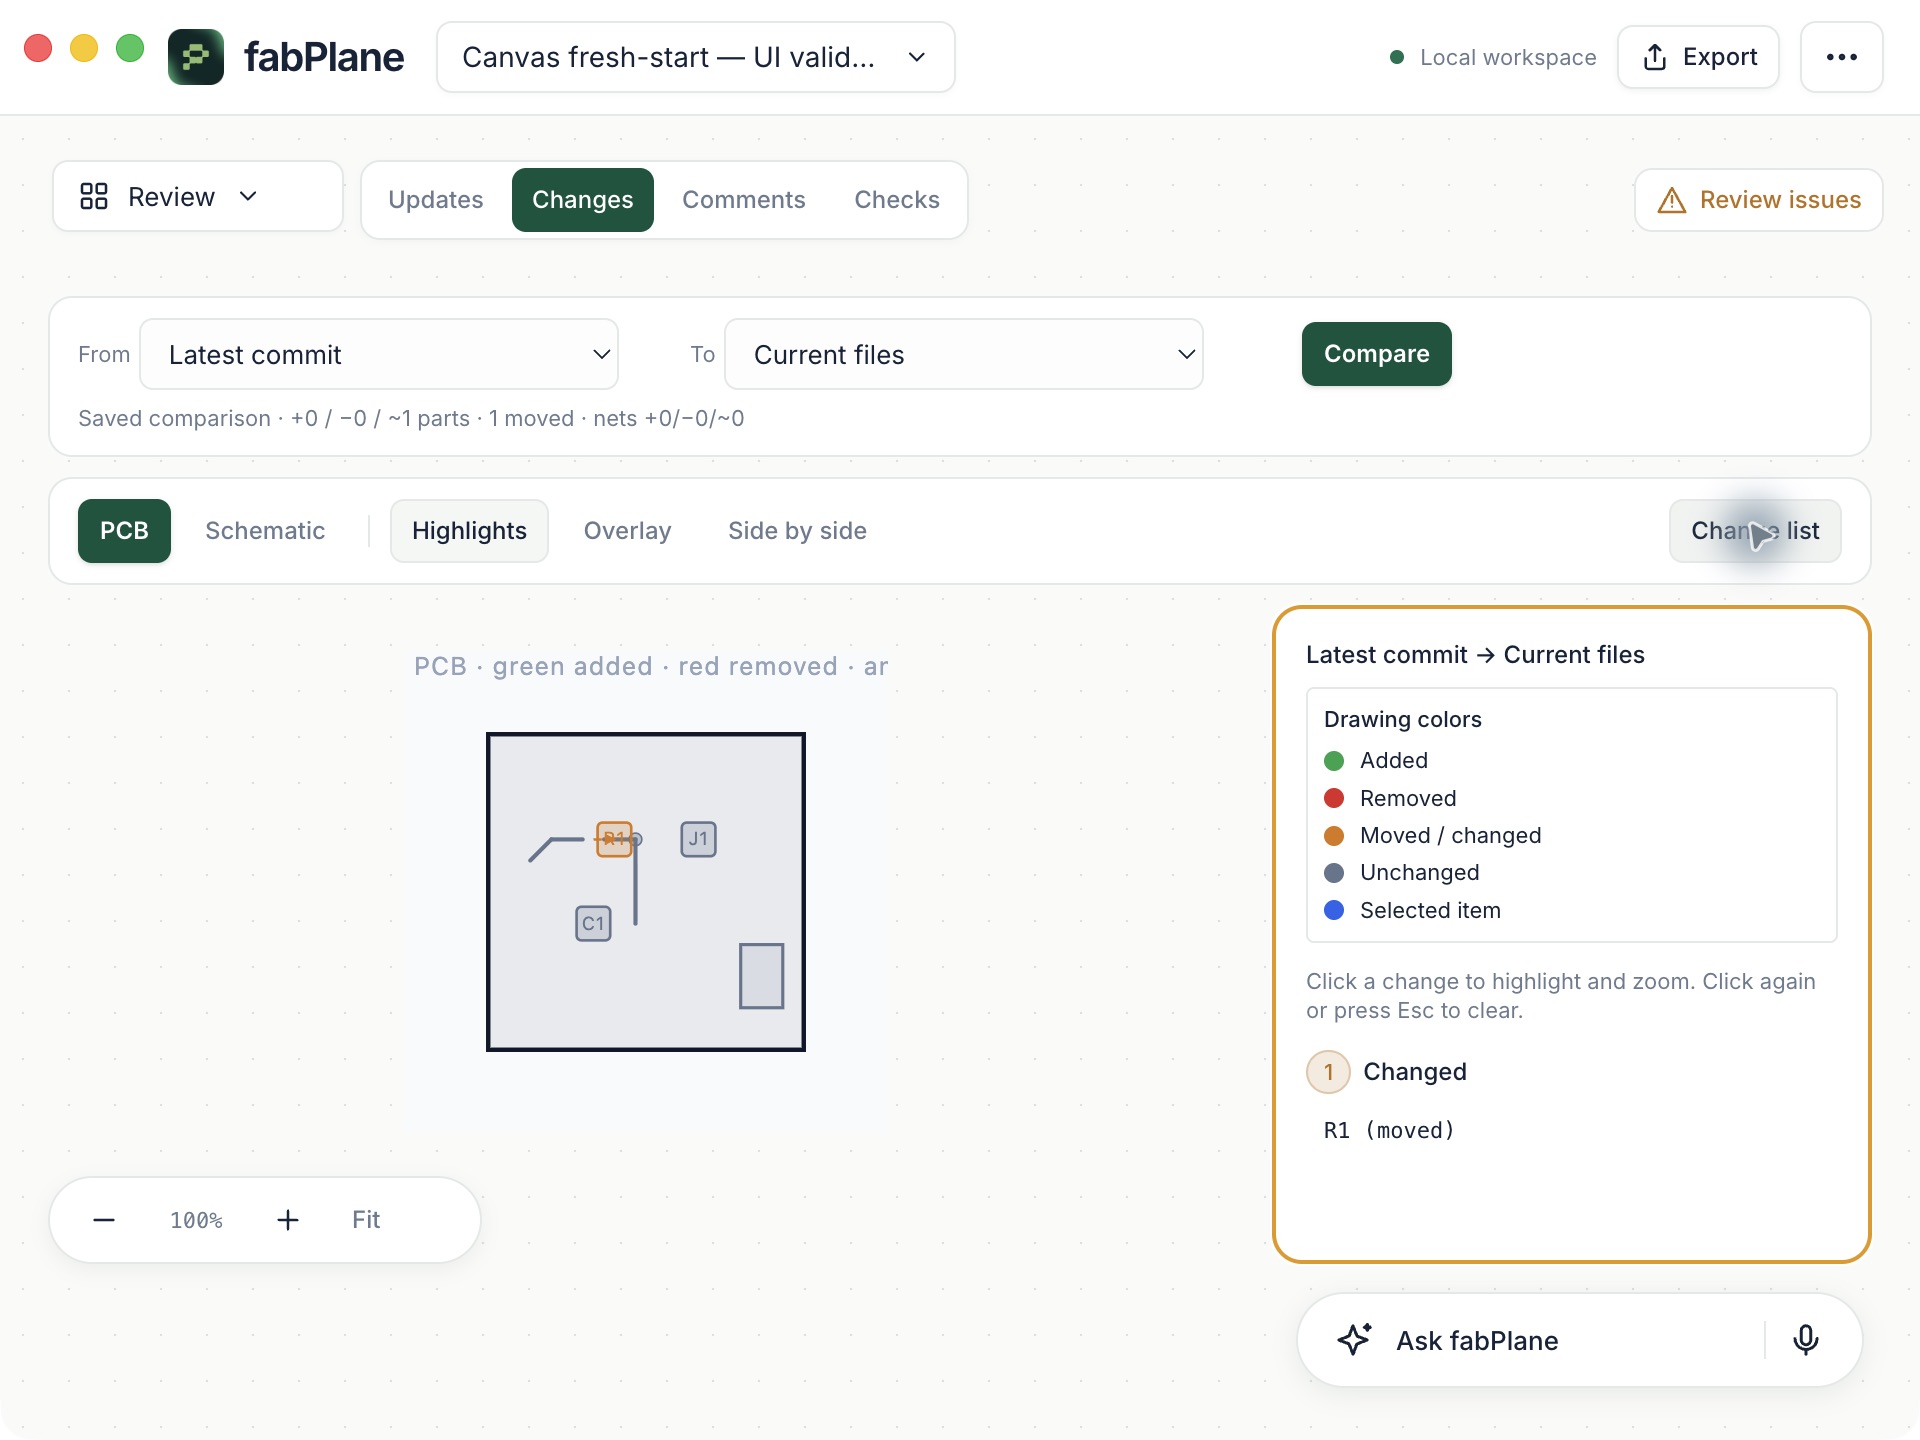 fabPlane
Canvas fresh-start — UI valid...
Local workspace
Export
Review
Updates
Changes
Comments
Checks
Review issues
From
Latest commit
To
Current files
Compare
Saved comparison · +0 / −0 / ~1 parts · 1 moved · nets +0/−0/~0
PCB
Schematic
Highlights
Overlay
Side by side
list
PCB · green added · red removed · ar
R1
J1
C1
Latest commit → Current files
Drawing colors
Added
Removed
Moved / changed
Unchanged
Selected item
Click a change to highlight and zoom. Click again
or press Esc to clear.
1 Changed
R1 (moved)
100%
Fit
Ask fabPlane